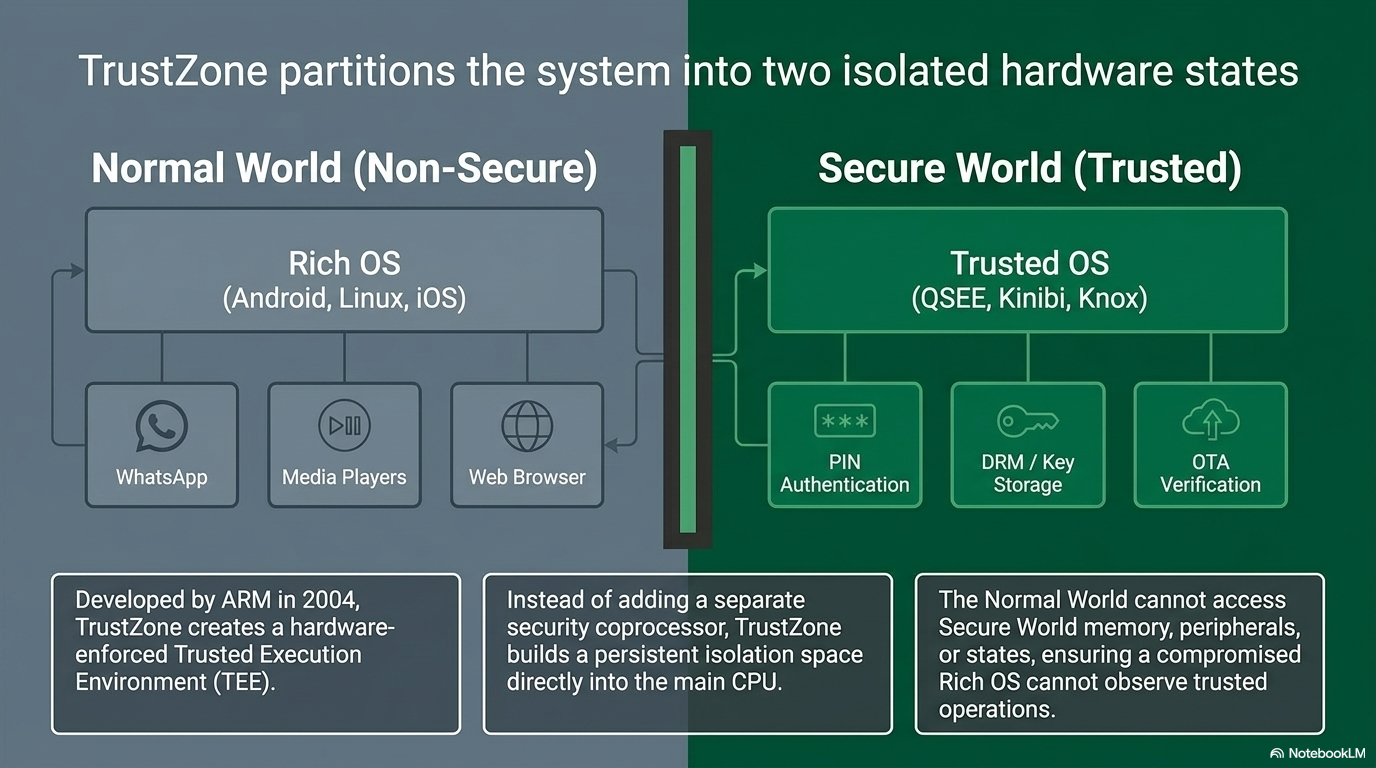 TrustZone partitions the system into two isolated hardware states
Normal World (Non-Secure)
Rich OS
(Android, Linux, iOS)
WhatsApp
Media Players
Web Browser
Secure World (Trusted)
Trusted OS
(QSEE, Kinibi, Knox)
***
PIN
Authentication
DRM / Key
Storage
OTA
Verification
Developed by ARM in 2004,
TrustZone creates a hardware-
enforced Trusted Execution
Environment (TEE).
Instead of adding a separate
security coprocessor, TrustZone
builds a persistent isolation space
directly into the main CPU.
The Normal World cannot access
Secure World memory, peripherals,
or states, ensuring a compromised
Rich OS cannot observe trusted
operations.
NotebookLM